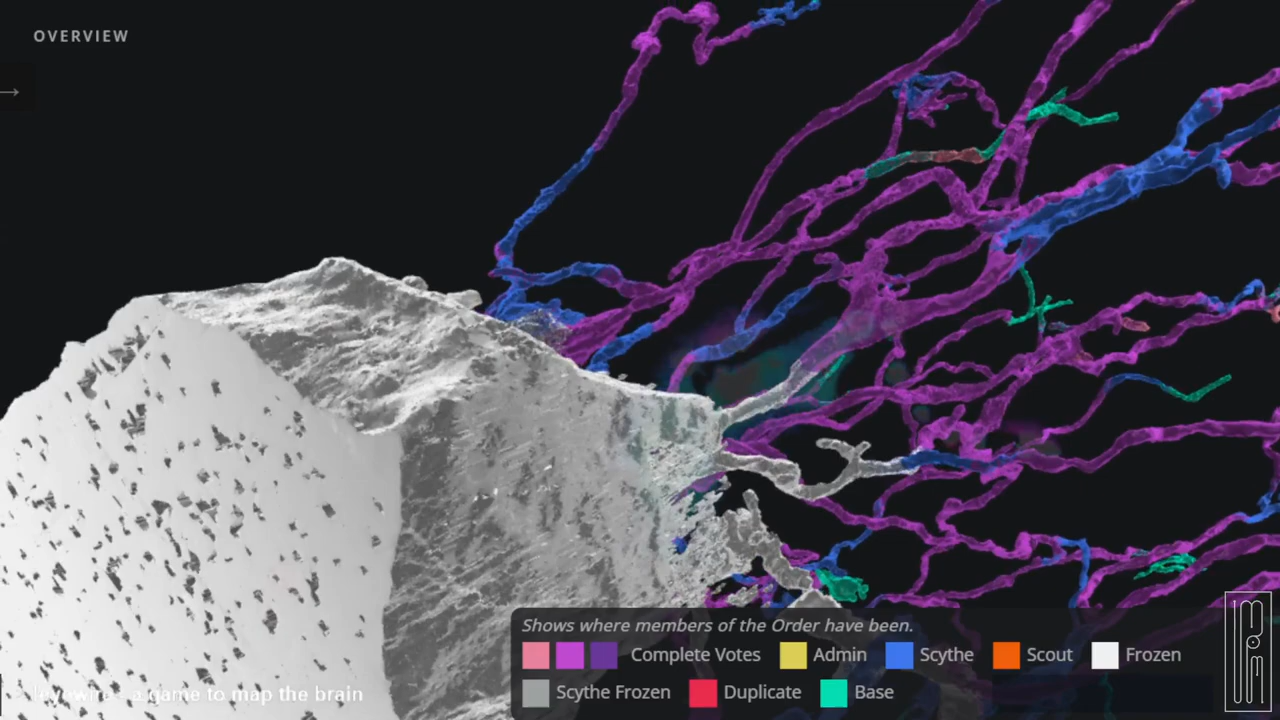 OVERVIEW
Shows where members of the Order have been.
Complete Votes Admin Scythe Scout Frozen
Scythe Frozen Duplicate Base
a game to map the brain